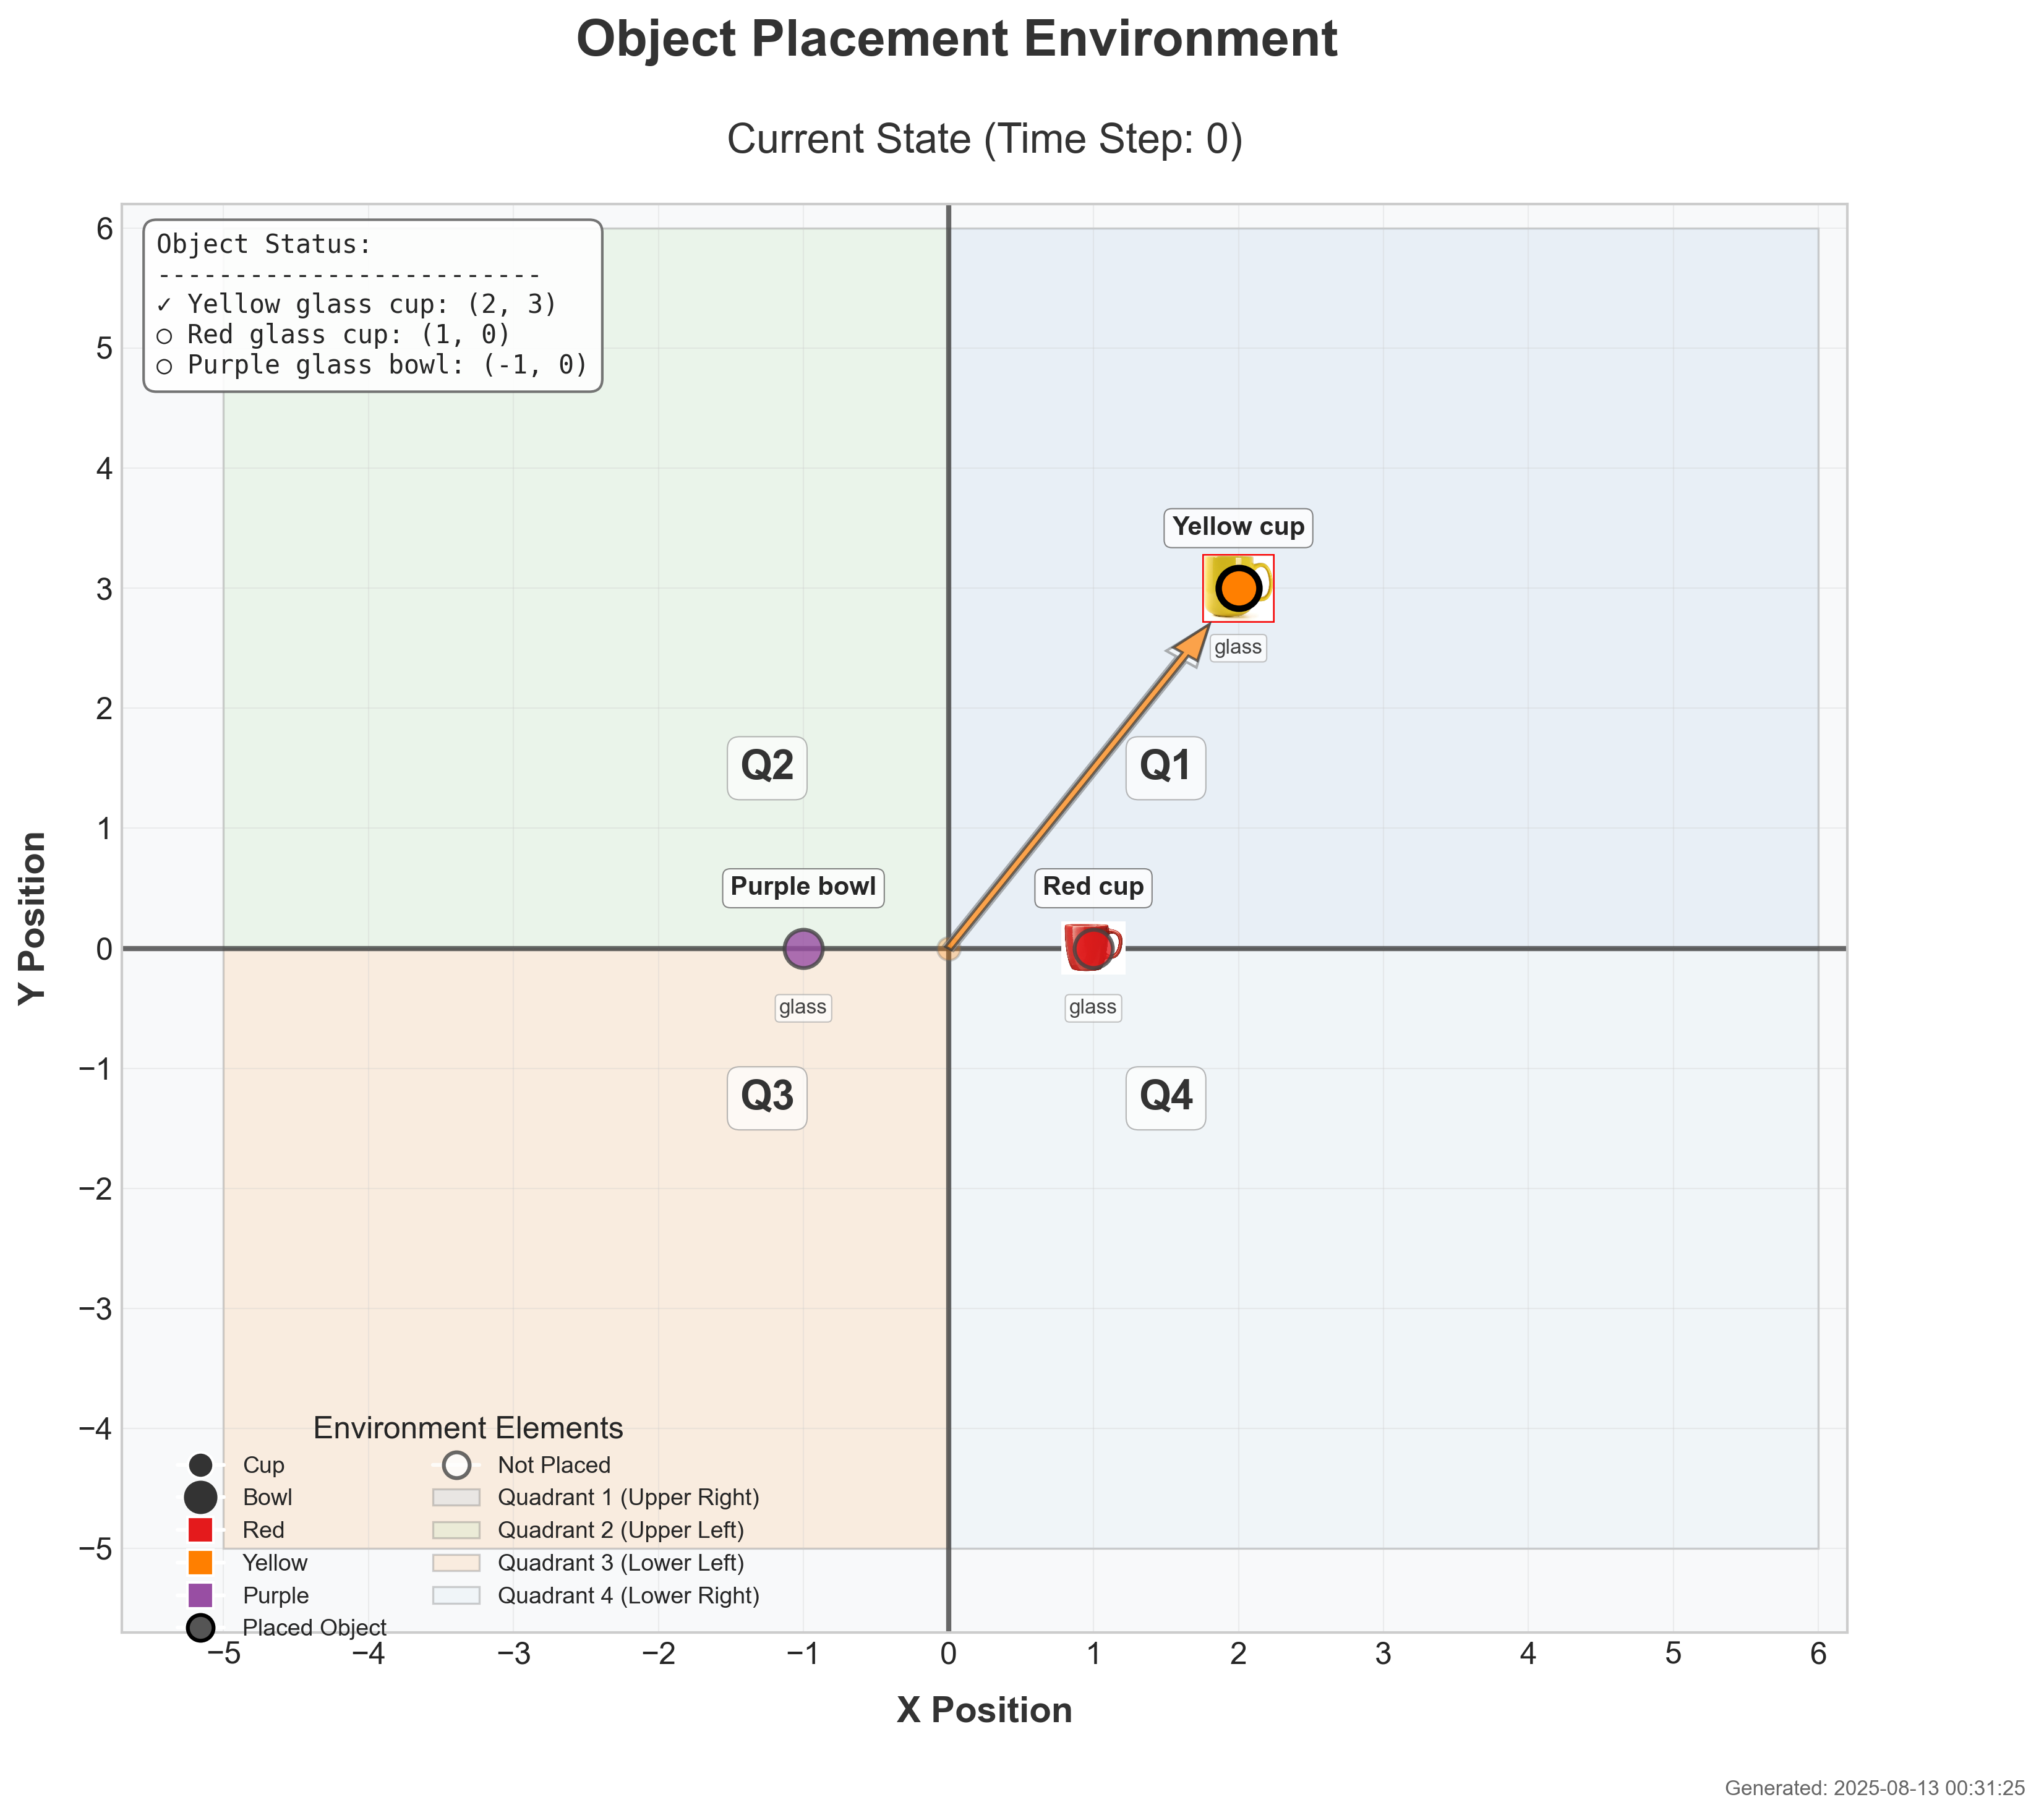 Object Placement Environment
Current State (Time Step: 0)
Object Status:
-------------------------
✓ Yellow glass cup: (2, 3)
○ Red glass cup: (1, 0)
○ Purple glass bowl: (-1, 0)
Yellow cup
glass
Q2
Q1
Purple bowl
Red cup
glass
glass
Q3
Q4
Y Position
6
5
4
3
2
1
0
−1
−2
−3
−4
−5
Environment Elements
Cup
Bowl
Red
Yellow
Purple
Placed Object
Not Placed
Quadrant 1 (Upper Right)
Quadrant 2 (Upper Left)
Quadrant 3 (Lower Left)
Quadrant 4 (Lower Right)
−5 −4 −3 −2 −1 0 1 2 3 4 5 6
X Position
Generated: 2025-08-13 00:31:25